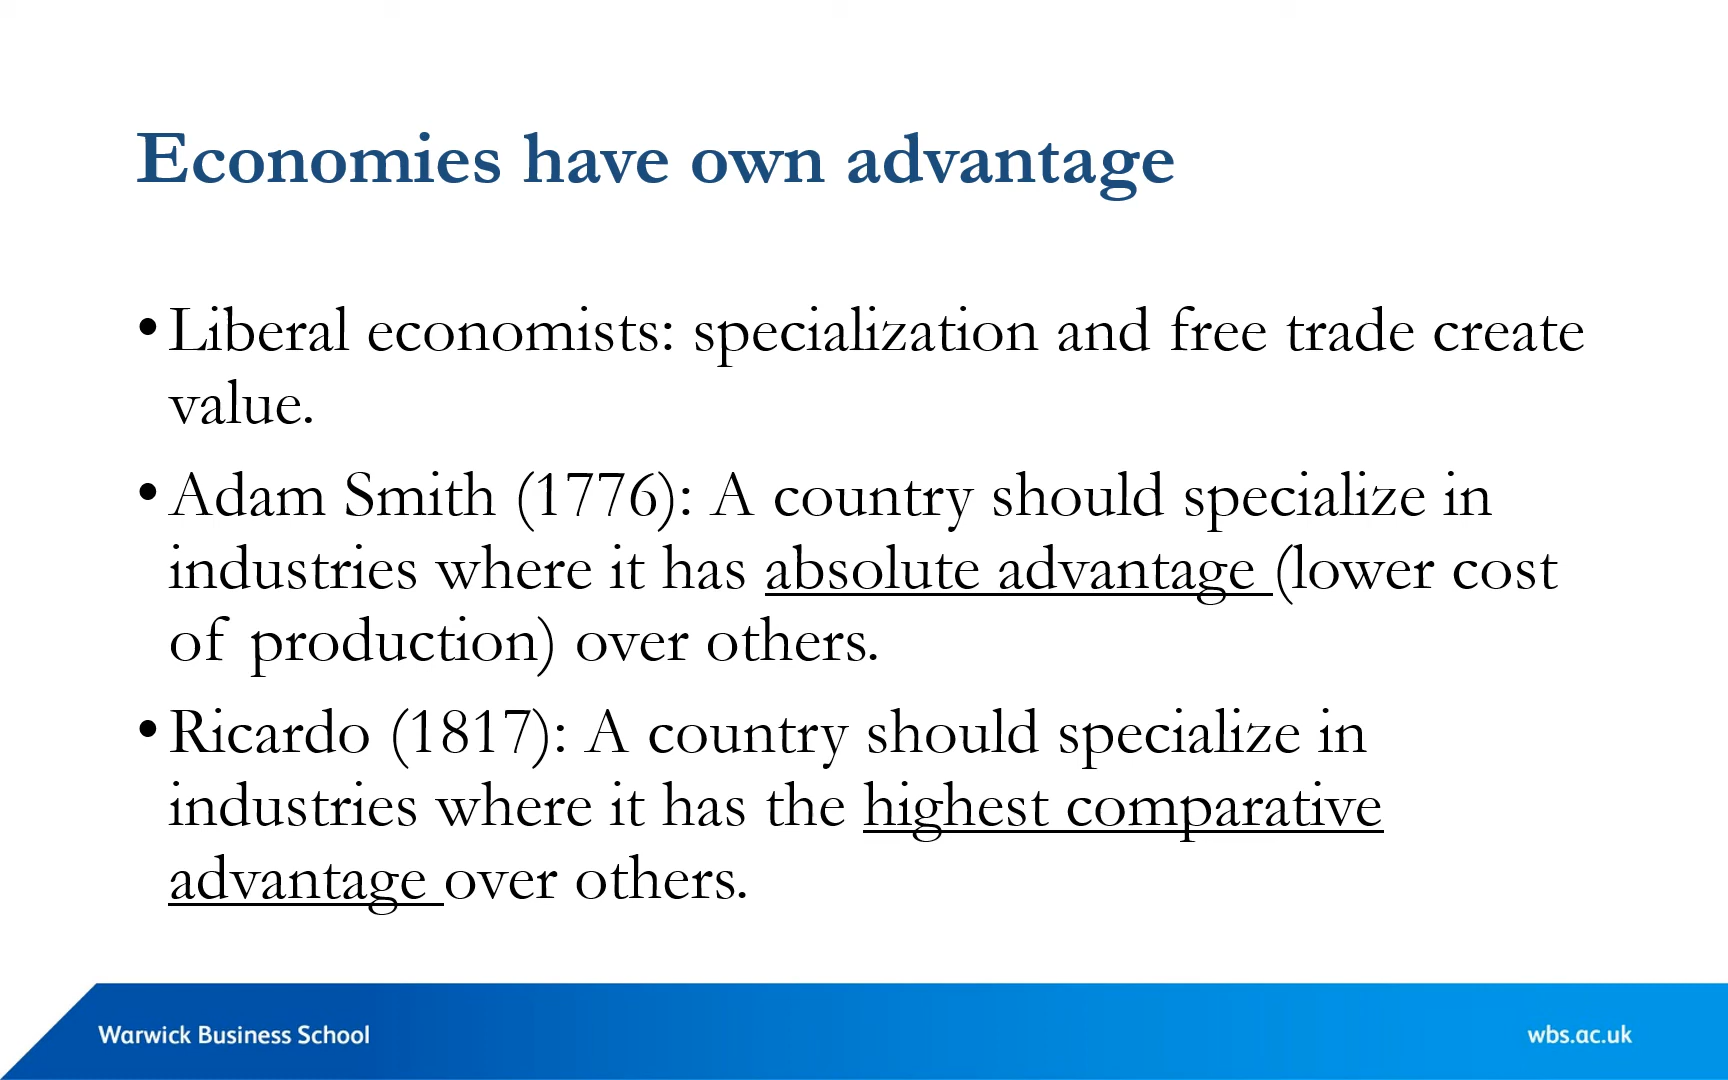 Economies have own advantage
• Liberal economists: specialization and free trade create
value.
• Adam Smith (1776): A country should specialize in
industries where it has absolute advantage (lower cost
of production) over others.
• Ricardo (1817): A country should specialize in
industries where it has the highest comparative
advantage over others.
Warwick Business School
wbs.ac.uk